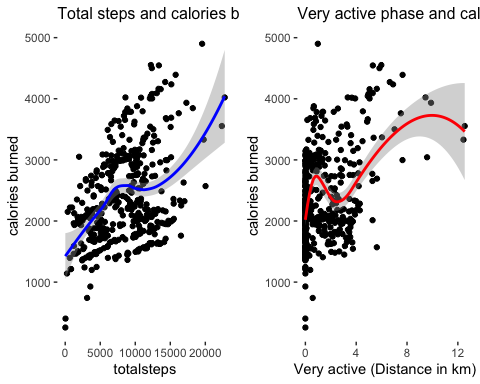 Total steps and calories b
5000
4000
3000
2000
1000
calories burned
0 5000 10000 15000 20000
totalsteps
Very active phase and cal
5000
4000
3000
2000
1000
calories burned
0 4 8 12
Very active (Distance in km)